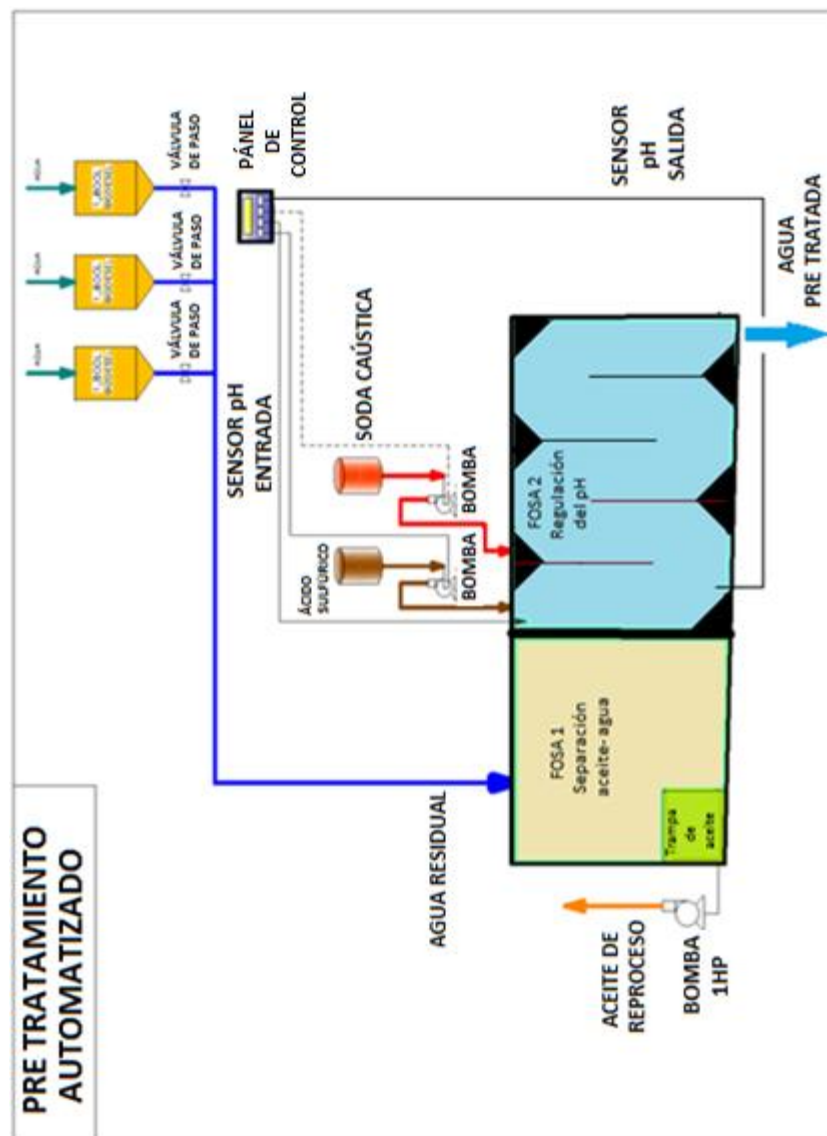 PRE TRATAMIENTO
AUTOMATIZADO
AGUA
AGUA
AGUA
VÁLVULA
DE PASO
VÁLVULA
DE PASO
VÁLVULA
DE PASO
PÁNEL
DE
CONTROL
SENSOR pH
ENTRADA
SODA CAÚSTICA
ÁCIDO
SULFÚRICO
BOMBA
BOMBA
AGUA RESIDUAL
FOSA 1
Separación
aceite- agua
FOSA 2
Regulación
del pH
Trampa
de
aceite
ACEITE DE
REPROCESO
BOMBA
1HP
SENSOR
pH
SALIDA
AGUA
PRE TRATADA